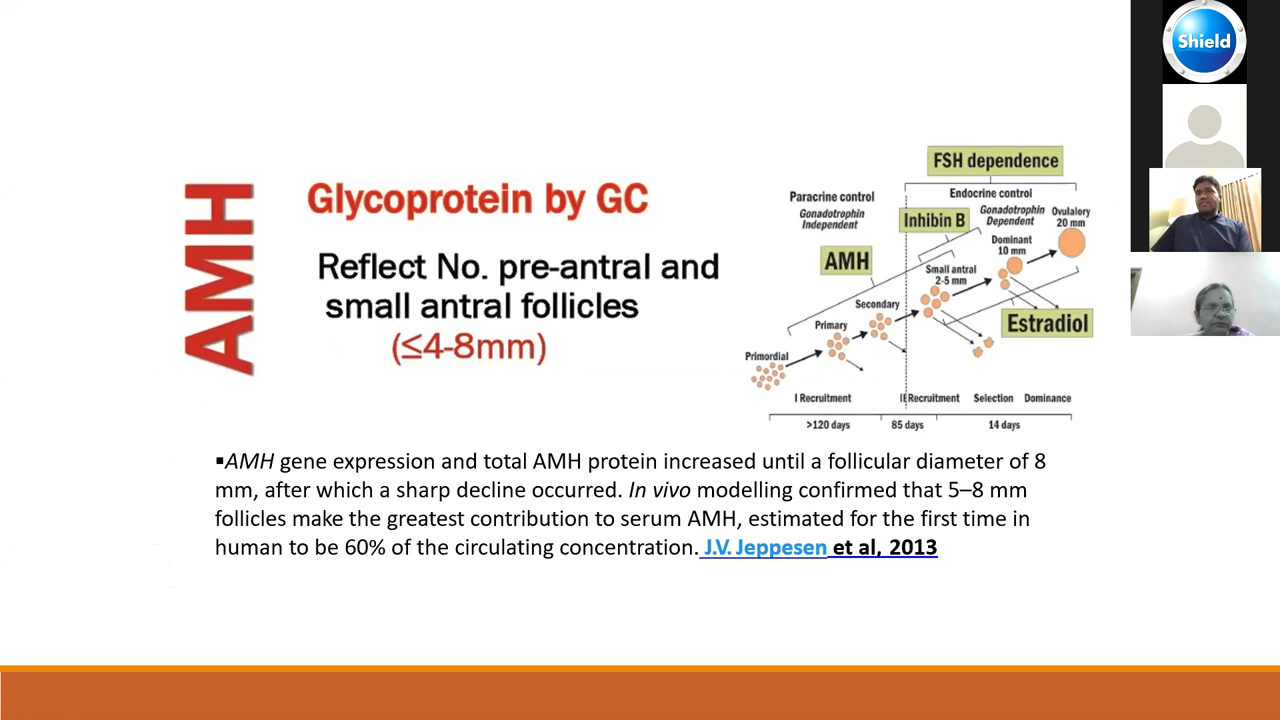 AMH
Glycoprotein by GC
Reflect No. pre-antral and
small antral follicles
(≤4-8mm)
FSH dependence
Paracrine control
Gonadotrophin
Independent
Endocrine control
Inhibin B
Gonadotrophin
Dependent
Ovulalory
20 mm
AMH
Dominant
10 mm
Small antral
2-5 mm
Secondary
Primary
Primordial
Estradiol
I Recruitment
II Recruitment
Selection
Dominance
>120 days
85 days
14 days
▪AMH gene expression and total AMH protein increased until a follicular diameter of 8
mm, after which a sharp decline occurred. In vivo modelling confirmed that 5–8 mm
follicles make the greatest contribution to serum AMH, estimated for the first time in
human to be 60% of the circulating concentration. J.V. Jeppesen et al, 2013
Shield